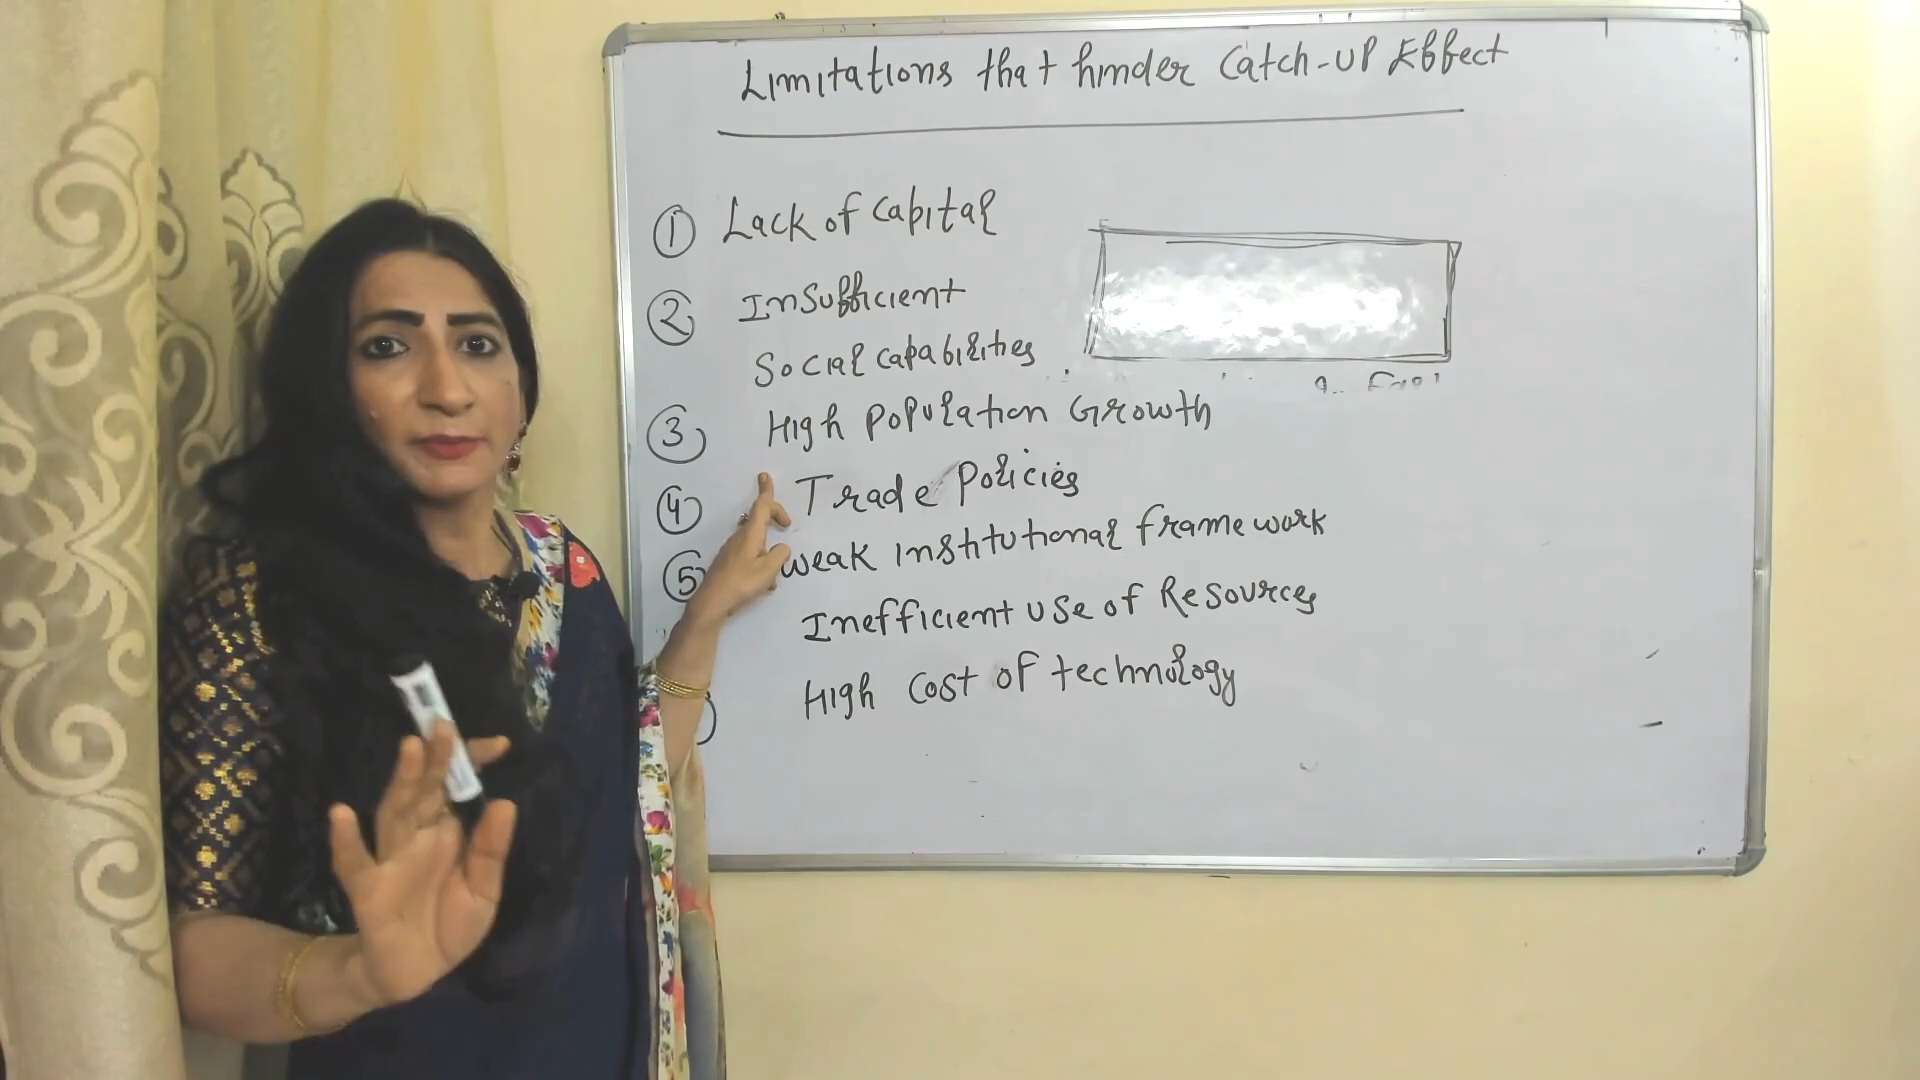 Limitations that hinder Catch-UP Effect
① Lack of capital
② Insufficient
Social capabilities
③ High Population Growth
④ Trade Policies
⑤ weak institutional framework
Inefficient use of Resources
High Cost of technology